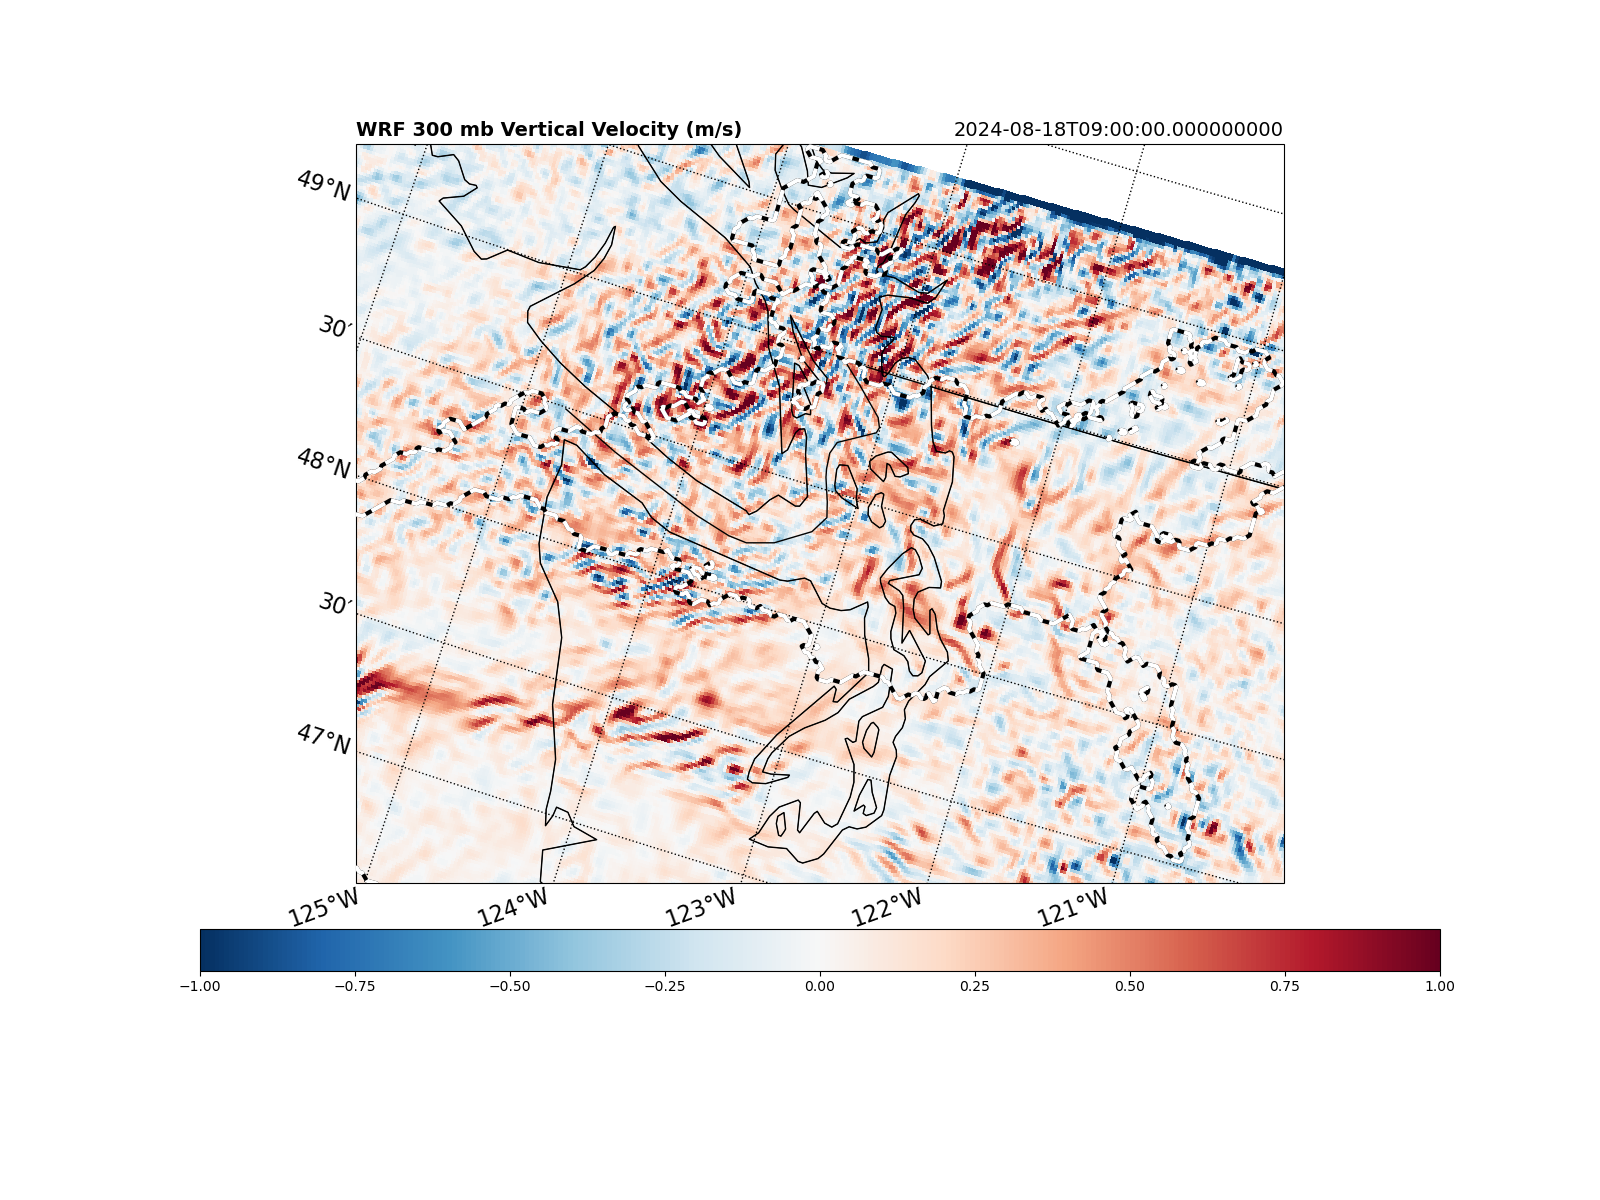 WRF 300 mb Vertical Velocity (m/s)
2024-08-18T09:00:00.000000000
49°N
30′
48°N
30′
47°N
125°W
124°W
123°W
122°W
121°W
−1.00
−0.75
−0.50
−0.25
0.00
0.25
0.50
0.75
1.00